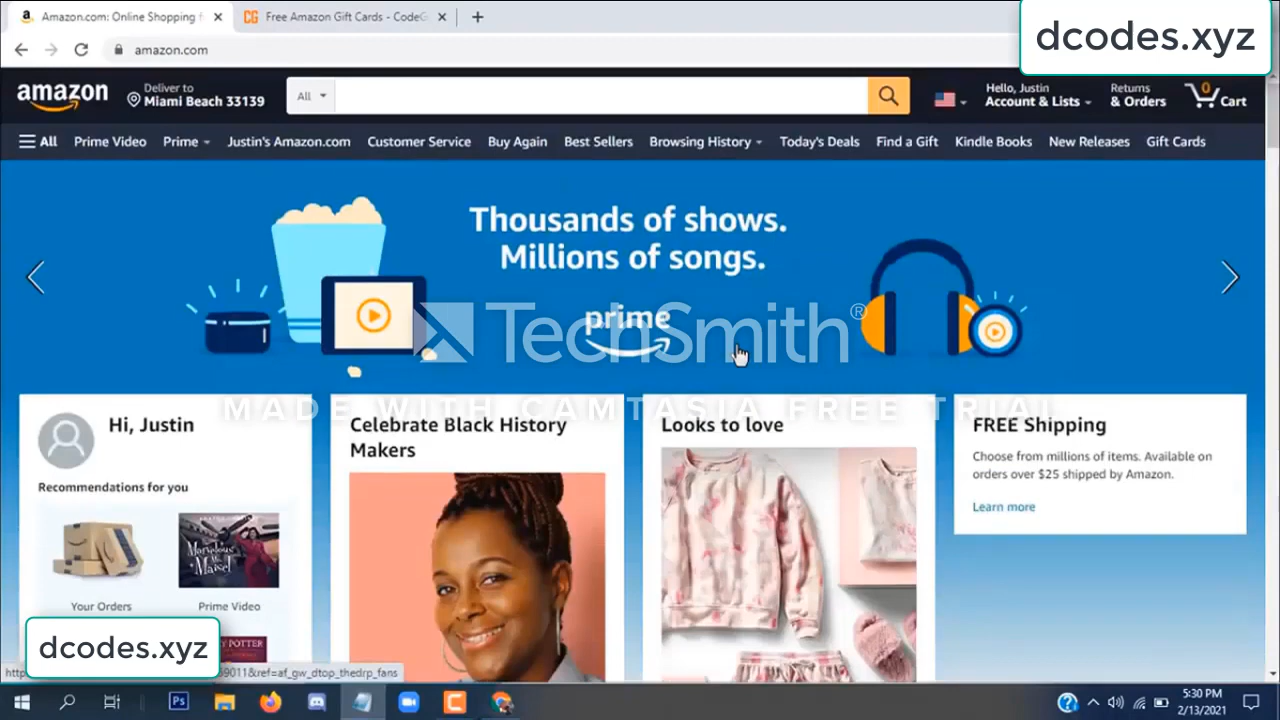 Amazon.com: Online Shopping f
Free Amazon Gift Cards - CodeG
dcodes.xyz
amazon.com
amazon
Deliver to
Miami Beach 33139
All
Hello, Justin
Account & Lists
Returns
& Orders
0
Cart
All
Prime Video
Prime
Justin's Amazon.com
Customer Service
Buy Again
Best Sellers
Browsing History
Today's Deals
Find a Gift
Kindle Books
New Releases
Gift Cards
Thousands of shows.
Millions of songs.
prime
TechSmith®
MADE WITH CAMTASIA FREE TRIAL
Hi, Justin
Recommendations for you
Your Orders
Prime Video
Celebrate Black History
Makers
Looks to love
FREE Shipping
Choose from millions of items. Available on
orders over $25 shipped by Amazon.
Learn more
dcodes.xyz
9011&ref=af_gw_dtop_thedrp_fans
Ps
5:30 PM
2/13/2021